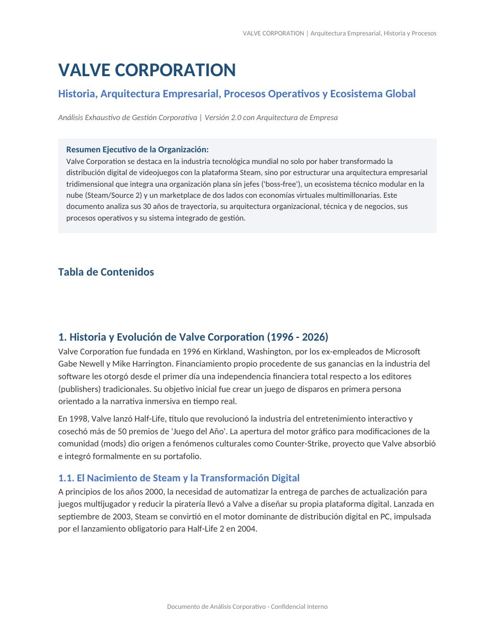 VALVE CORPORATION | Arquitectura Empresarial, Historia y Procesos
VALVE CORPORATION
Historia, Arquitectura Empresarial, Procesos Operativos y Ecosistema Global
Análisis Exhaustivo de Gestión Corporativa | Versión 2.0 con Arquitectura de Empresa
Resumen Ejecutivo de la Organización:
Valve Corporation se destaca en la industria tecnológica mundial no solo por haber transformado la
distribución digital de videojuegos con la plataforma Steam, sino por estructurar una arquitectura empresarial
tridimensional que integra una organización plana sin jefes ('boss-free'), un ecosistema técnico modular en la
nube (Steam/Source 2) y un marketplace de dos lados con economías virtuales multimillonarias. Este
documento analiza sus 30 años de trayectoria, su arquitectura organizacional, técnica y de negocios, sus
procesos operativos y su sistema integrado de gestión.
Tabla de Contenidos
1. Historia y Evolución de Valve Corporation (1996 - 2026)
Valve Corporation fue fundada en 1996 en Kirkland, Washington, por los ex-empleados de Microsoft
Gabe Newell y Mike Harrington. Financiamiento propio procedente de sus ganancias en la industria del
software les otorgó desde el primer día una independencia financiera total respecto a los editores
(publishers) tradicionales. Su objetivo inicial fue crear un juego de disparos en primera persona
orientado a la narrativa inmersiva en tiempo real.
En 1998, Valve lanzó Half-Life, título que revolucionó la industria del entretenimiento interactivo y
cosechó más de 50 premios de 'Juego del Año'. La apertura del motor gráfico para modificaciones de la
comunidad (mods) dio origen a fenómenos culturales como Counter-Strike, proyecto que Valve absorbió
e integró formalmente en su portafolio.
1.1. El Nacimiento de Steam y la Transformación Digital
A principios de los años 2000, la necesidad de automatizar la entrega de parches de actualización para
juegos multijugador y reducir la piratería llevó a Valve a diseñar su propia plataforma digital. Lanzada en
septiembre de 2003, Steam se convirtió en el motor dominante de distribución digital en PC, impulsada
por el lanzamiento obligatorio para Half-Life 2 en 2004.
Documento de Análisis Corporativo - Confidencial Interno